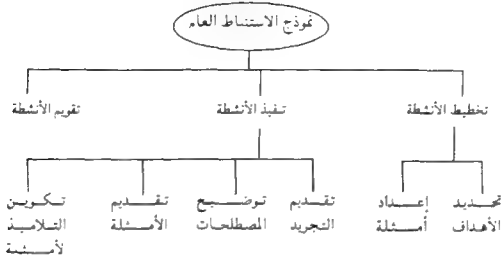 نموذج الاستنباط العام
تخطيط الأنشطة
تنفيذ الأنشطة
تقويم الأنشطة
تحديد
الأهداف
إعداد
أمثلة
تقديم
التجريد
توضيح
المصطلحات
تقديم
الأمثلة
تكوين
التلاميذ
لأمثلة